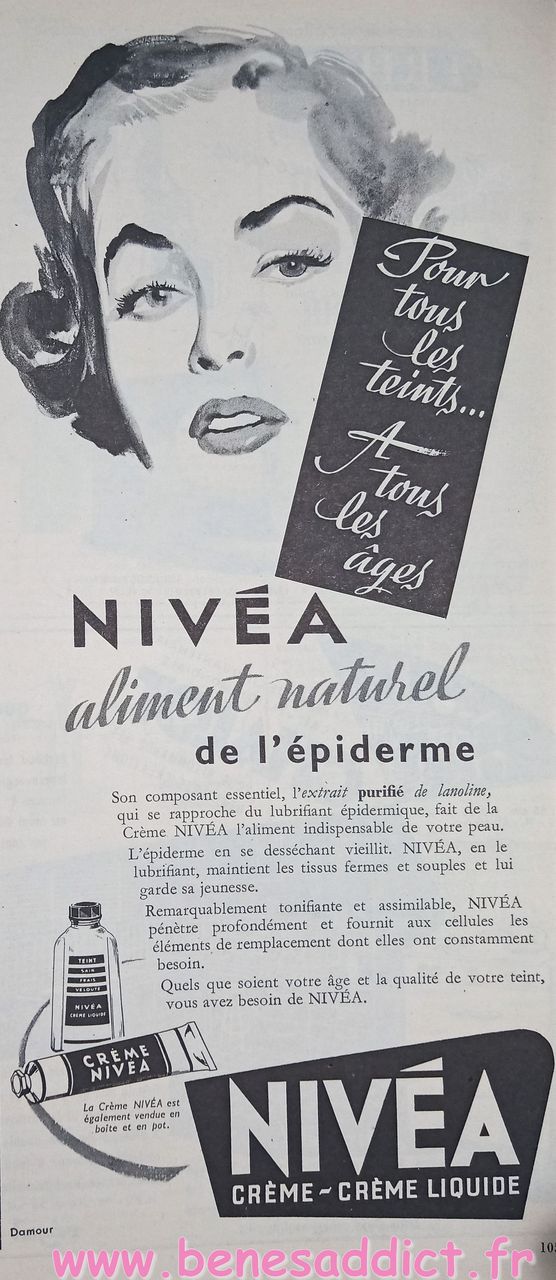 Pour
tous
les
teints...
A
tous
les
âges
NIVÉA
aliment naturel
de l'épiderme
Son composant essentiel, l'extrait purifié de lanoline,
qui se rapproche du lubrifiant épidermique, fait de la
Crème NIVÉA l'aliment indispensable de votre peau.
L'épiderme en se desséchant vieillit. NIVÉA, en le
lubrifiant, maintient les tissus fermes et souples et lui
garde sa jeunesse.
Remarquablement tonifiante et assimilable, NIVÉA
pénètre profondément et fournit aux cellules les
éléments de remplacement dont elles ont constamment
besoin.
Quels que soient votre âge et la qualité de votre teint,
vous avez besoin de NIVÉA.
TEINT
SAIN
FRAIS
VELOUTÉ
NIVÉA
CRÈME LIQUIDE
CRÈME
NIVÉA
La Crème NIVÉA est
également vendue en
boîte et en pot.
NIVÉA
CRÈME - CRÈME LIQUIDE
Damour
www.benesaddict.fr